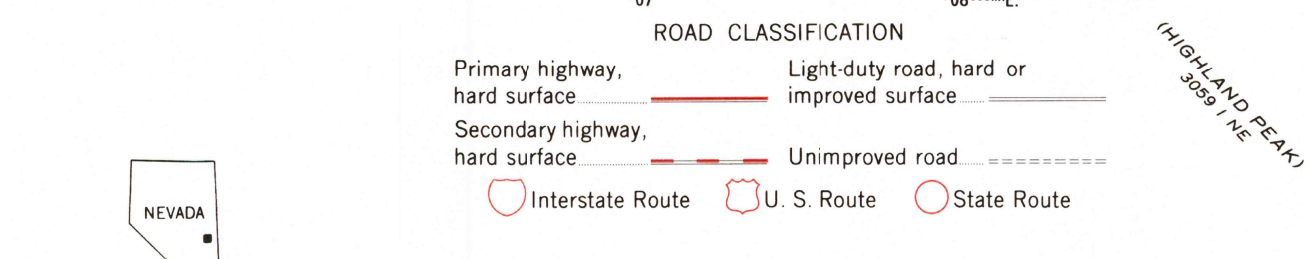 ROAD CLASSIFICATION
Primary highway,
hard surface
Light-duty road, hard or
improved surface
Secondary highway,
hard surface
Unimproved road
Interstate Route
U. S. Route
State Route
(HIGHLAND PEAK)
3059 I NE
NEVADA